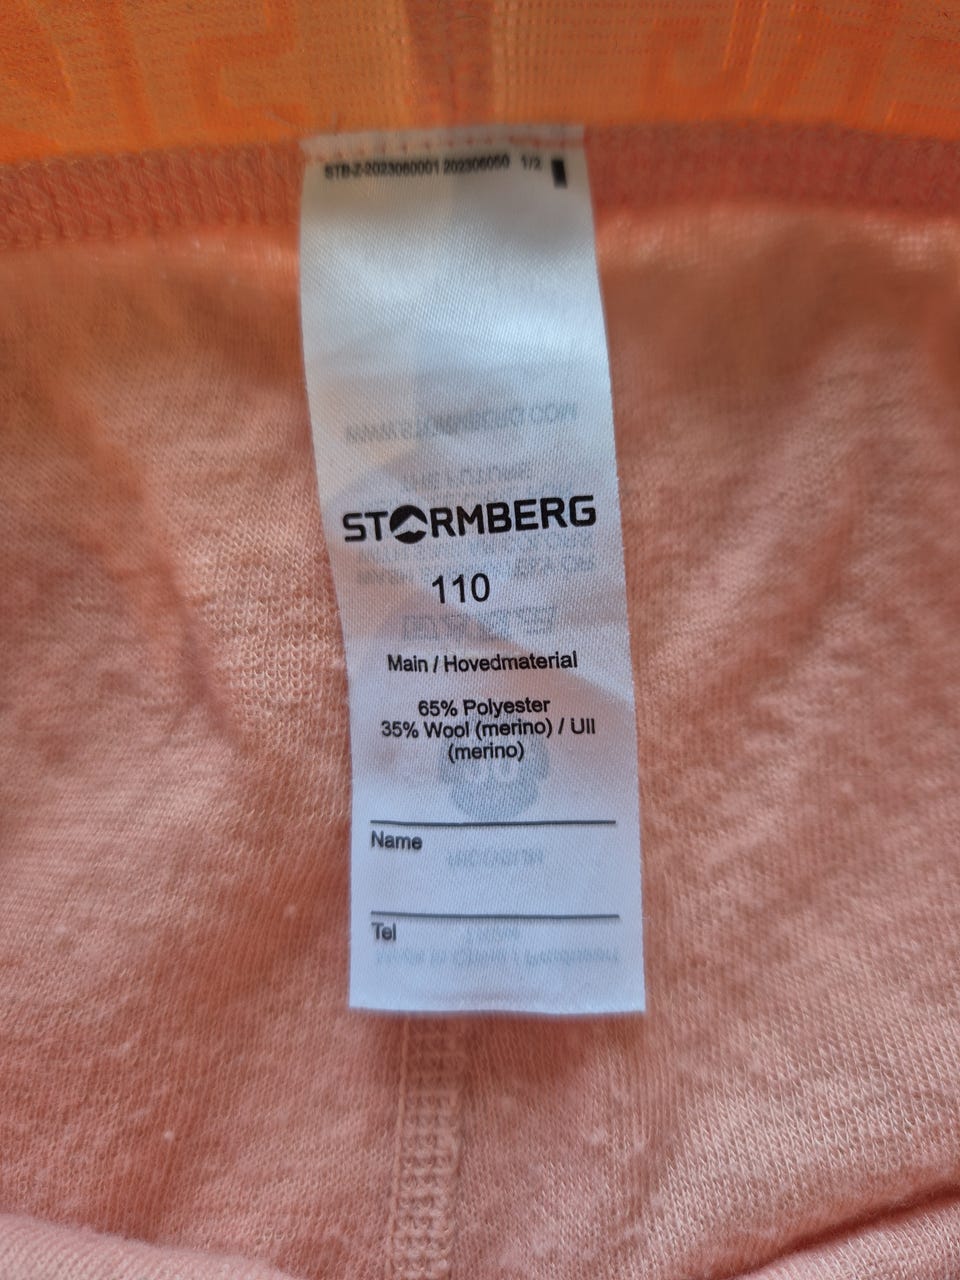 STB-Z-2023060001 202306050 1/2
STORMBERG
110
Main / Hovedmaterial
65% Polyester
35% Wool (merino) / Ull
(merino)
Name
Tel